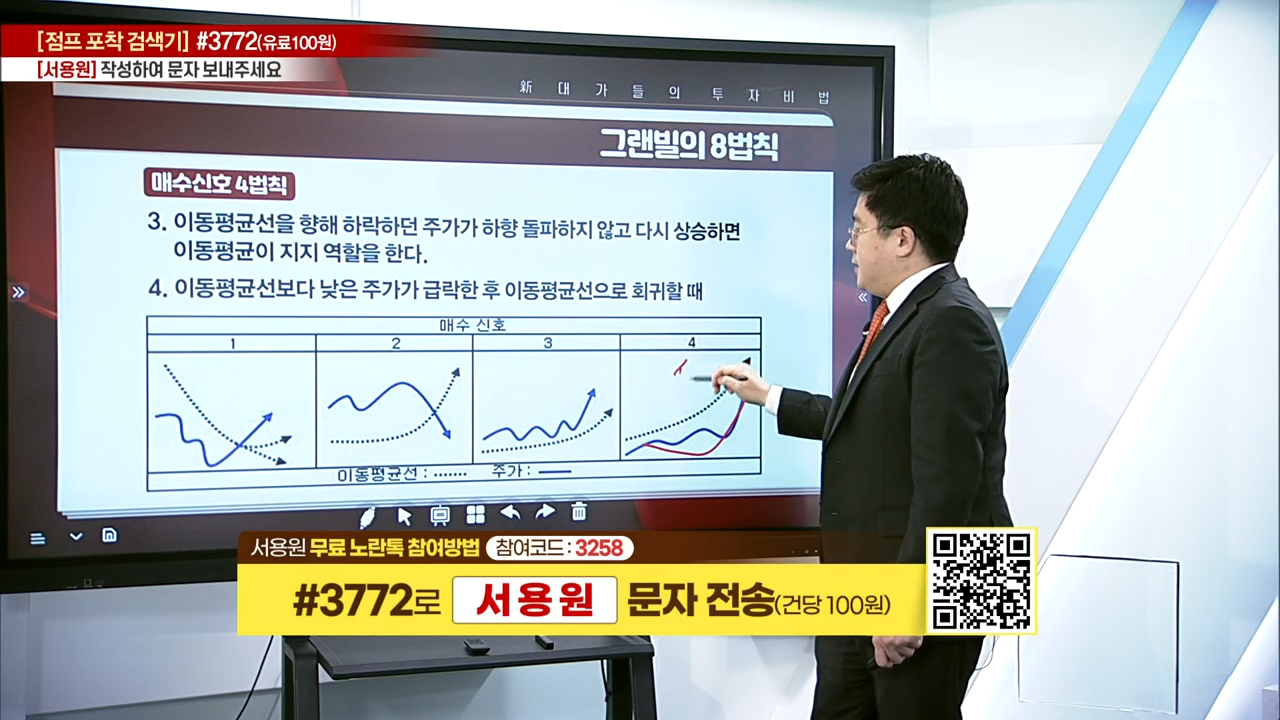 [점프 포착 검색기] #3772(유료100원)
[서용원] 작성하여 문자 보내주세요
新 대 가 들 의 투 자 비 법
그랜빌의 8법칙
매수신호 4법칙
3. 이동평균선을 향해 하락하던 주가가 하향 돌파하지 않고 다시 상승하면
이동평균이 지지 역할을 한다.
4. 이동평균선보다 낮은 주가가 급락한 후 이동평균선으로 회귀할 때
매수 신호
1 2 3 4
이동평균선 : 주가 :
서용원 무료 노란톡 참여방법 참여코드 : 3258
#3772로 서용원 문자 전송(건당 100원)